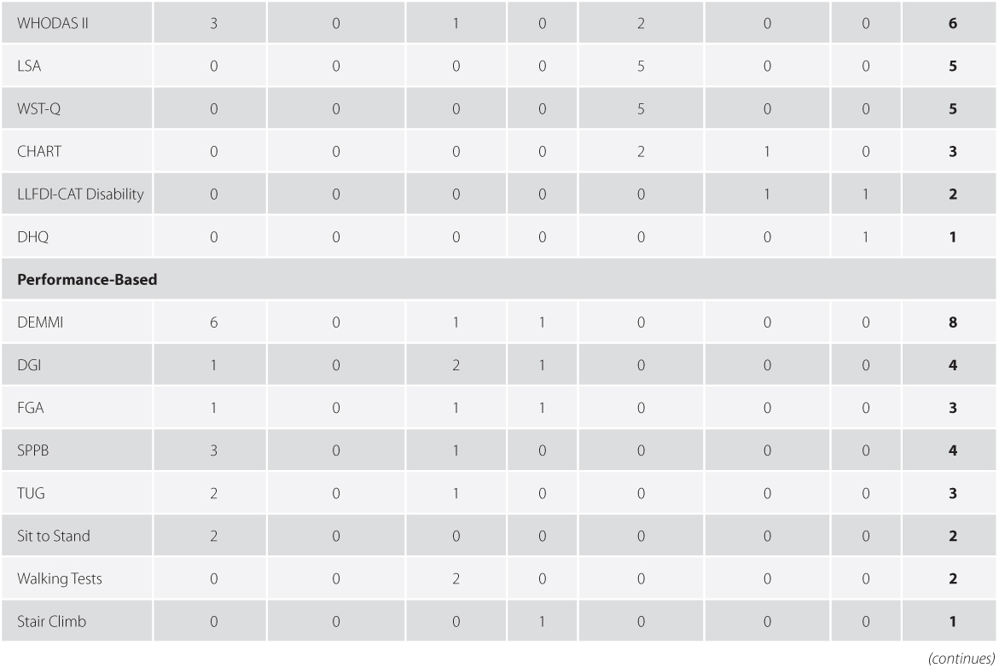 WHODAS II 3 0 1 0 2 0 0 6
LSA 0 0 0 0 5 0 0 5
WST-Q 0 0 0 0 5 0 0 5
CHART 0 0 0 0 2 1 0 3
LLFDI-CAT Disability 0 0 0 0 0 1 1 2
DHQ 0 0 0 0 0 0 1 1
Performance-Based
DEMMI 6 0 1 1 0 0 0 8
DGI 1 0 2 1 0 0 0 4
FGA 1 0 1 1 0 0 0 3
SPPB 3 0 1 0 0 0 0 4
TUG 2 0 1 0 0 0 0 3
Sit to Stand 2 0 0 0 0 0 0 2
Walking Tests 0 0 2 0 0 0 0 2
Stair Climb 0 0 0 1 0 0 0 1
(continues)